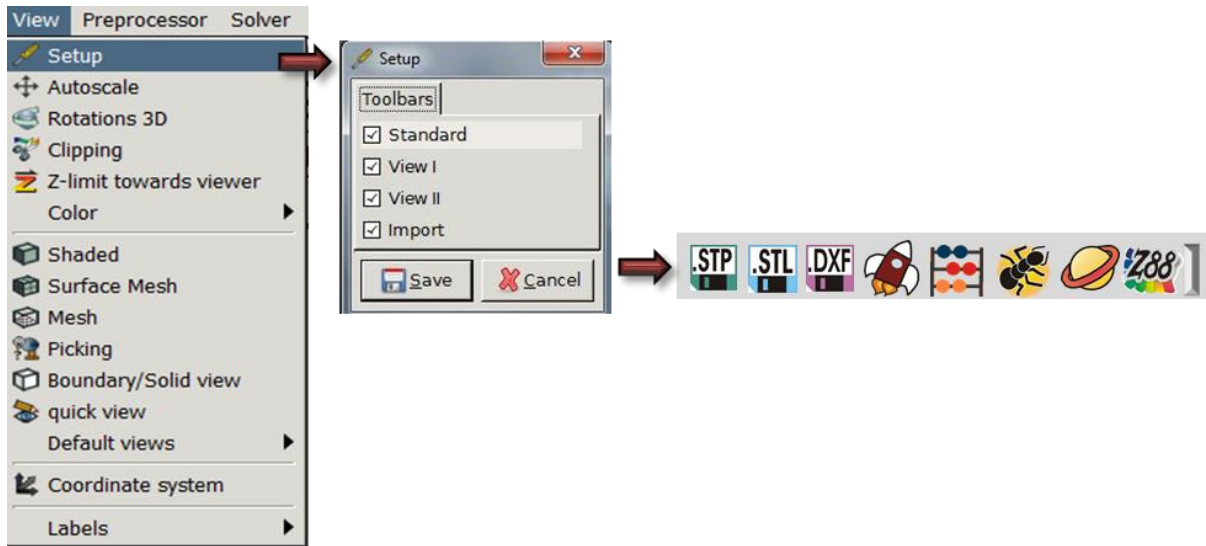 View Preprocessor Solver
Setup
Autoscale
Rotations 3D
Clipping
Z-limit towards viewer
Color
Shaded
Surface Mesh
Mesh
Picking
Boundary/Solid view
quick view
Default views
Coordinate system
Labels
Setup
Toolbars
Standard
View I
View II
Import
Save Cancel
.STP .STL .DXF Z88